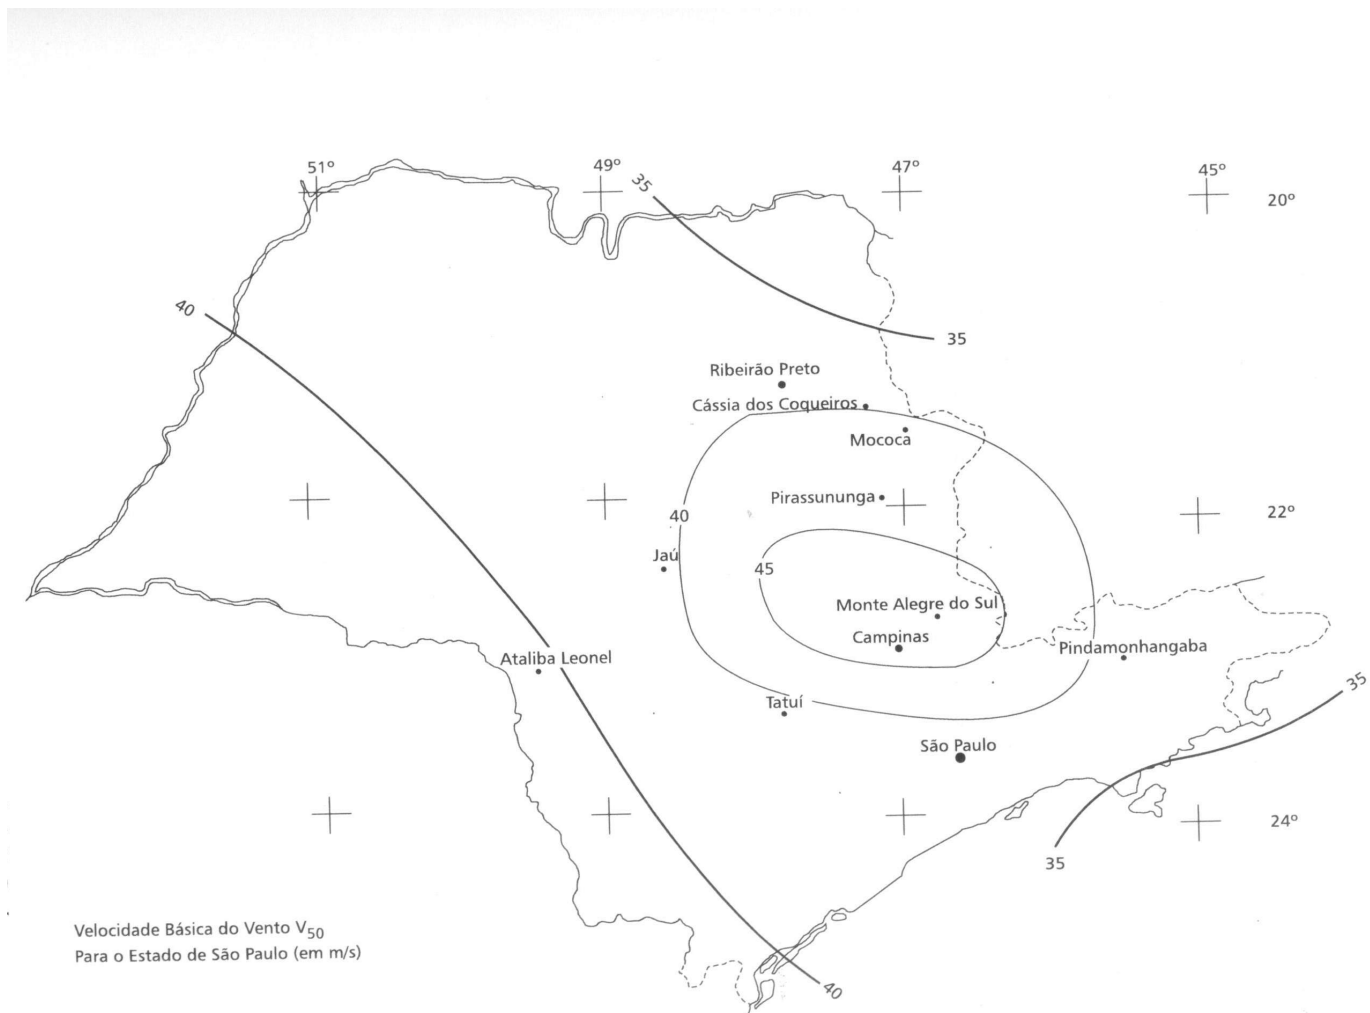 51º
49º
47º
45º
35
20º
40
35
Ribeirão Preto
Cássia dos Coqueiros
Mococa
Pirassununga
40
22º
Jaú
45
Monte Alegre do Sul
Campinas
Ataliba Leonel
Pindamonhangaba
35
Tatuí
São Paulo
24º
35
Velocidade Básica do Vento V50
Para o Estado de São Paulo (em m/s)
40